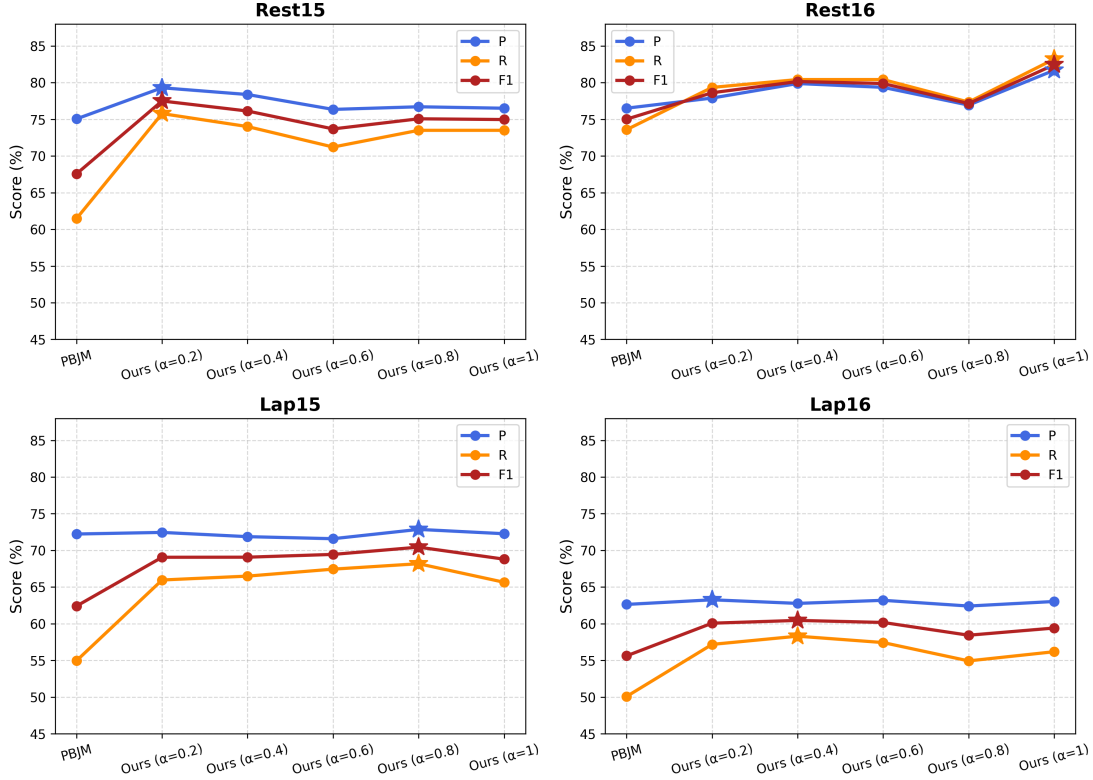 Rest15
Score (%)
85
80
75
70
65
60
55
50
45
P
R
F1
PBJM
Ours (α=0.2)
Ours (α=0.4)
Ours (α=0.6)
Ours (α=0.8)
Ours (α=1)
Rest16
Score (%)
85
80
75
70
65
60
55
50
45
P
R
F1
PBJM
Ours (α=0.2)
Ours (α=0.4)
Ours (α=0.6)
Ours (α=0.8)
Ours (α=1)
Lap15
Score (%)
85
80
75
70
65
60
55
50
45
P
R
F1
PBJM
Ours (α=0.2)
Ours (α=0.4)
Ours (α=0.6)
Ours (α=0.8)
Ours (α=1)
Lap16
Score (%)
85
80
75
70
65
60
55
50
45
P
R
F1
PBJM
Ours (α=0.2)
Ours (α=0.4)
Ours (α=0.6)
Ours (α=0.8)
Ours (α=1)